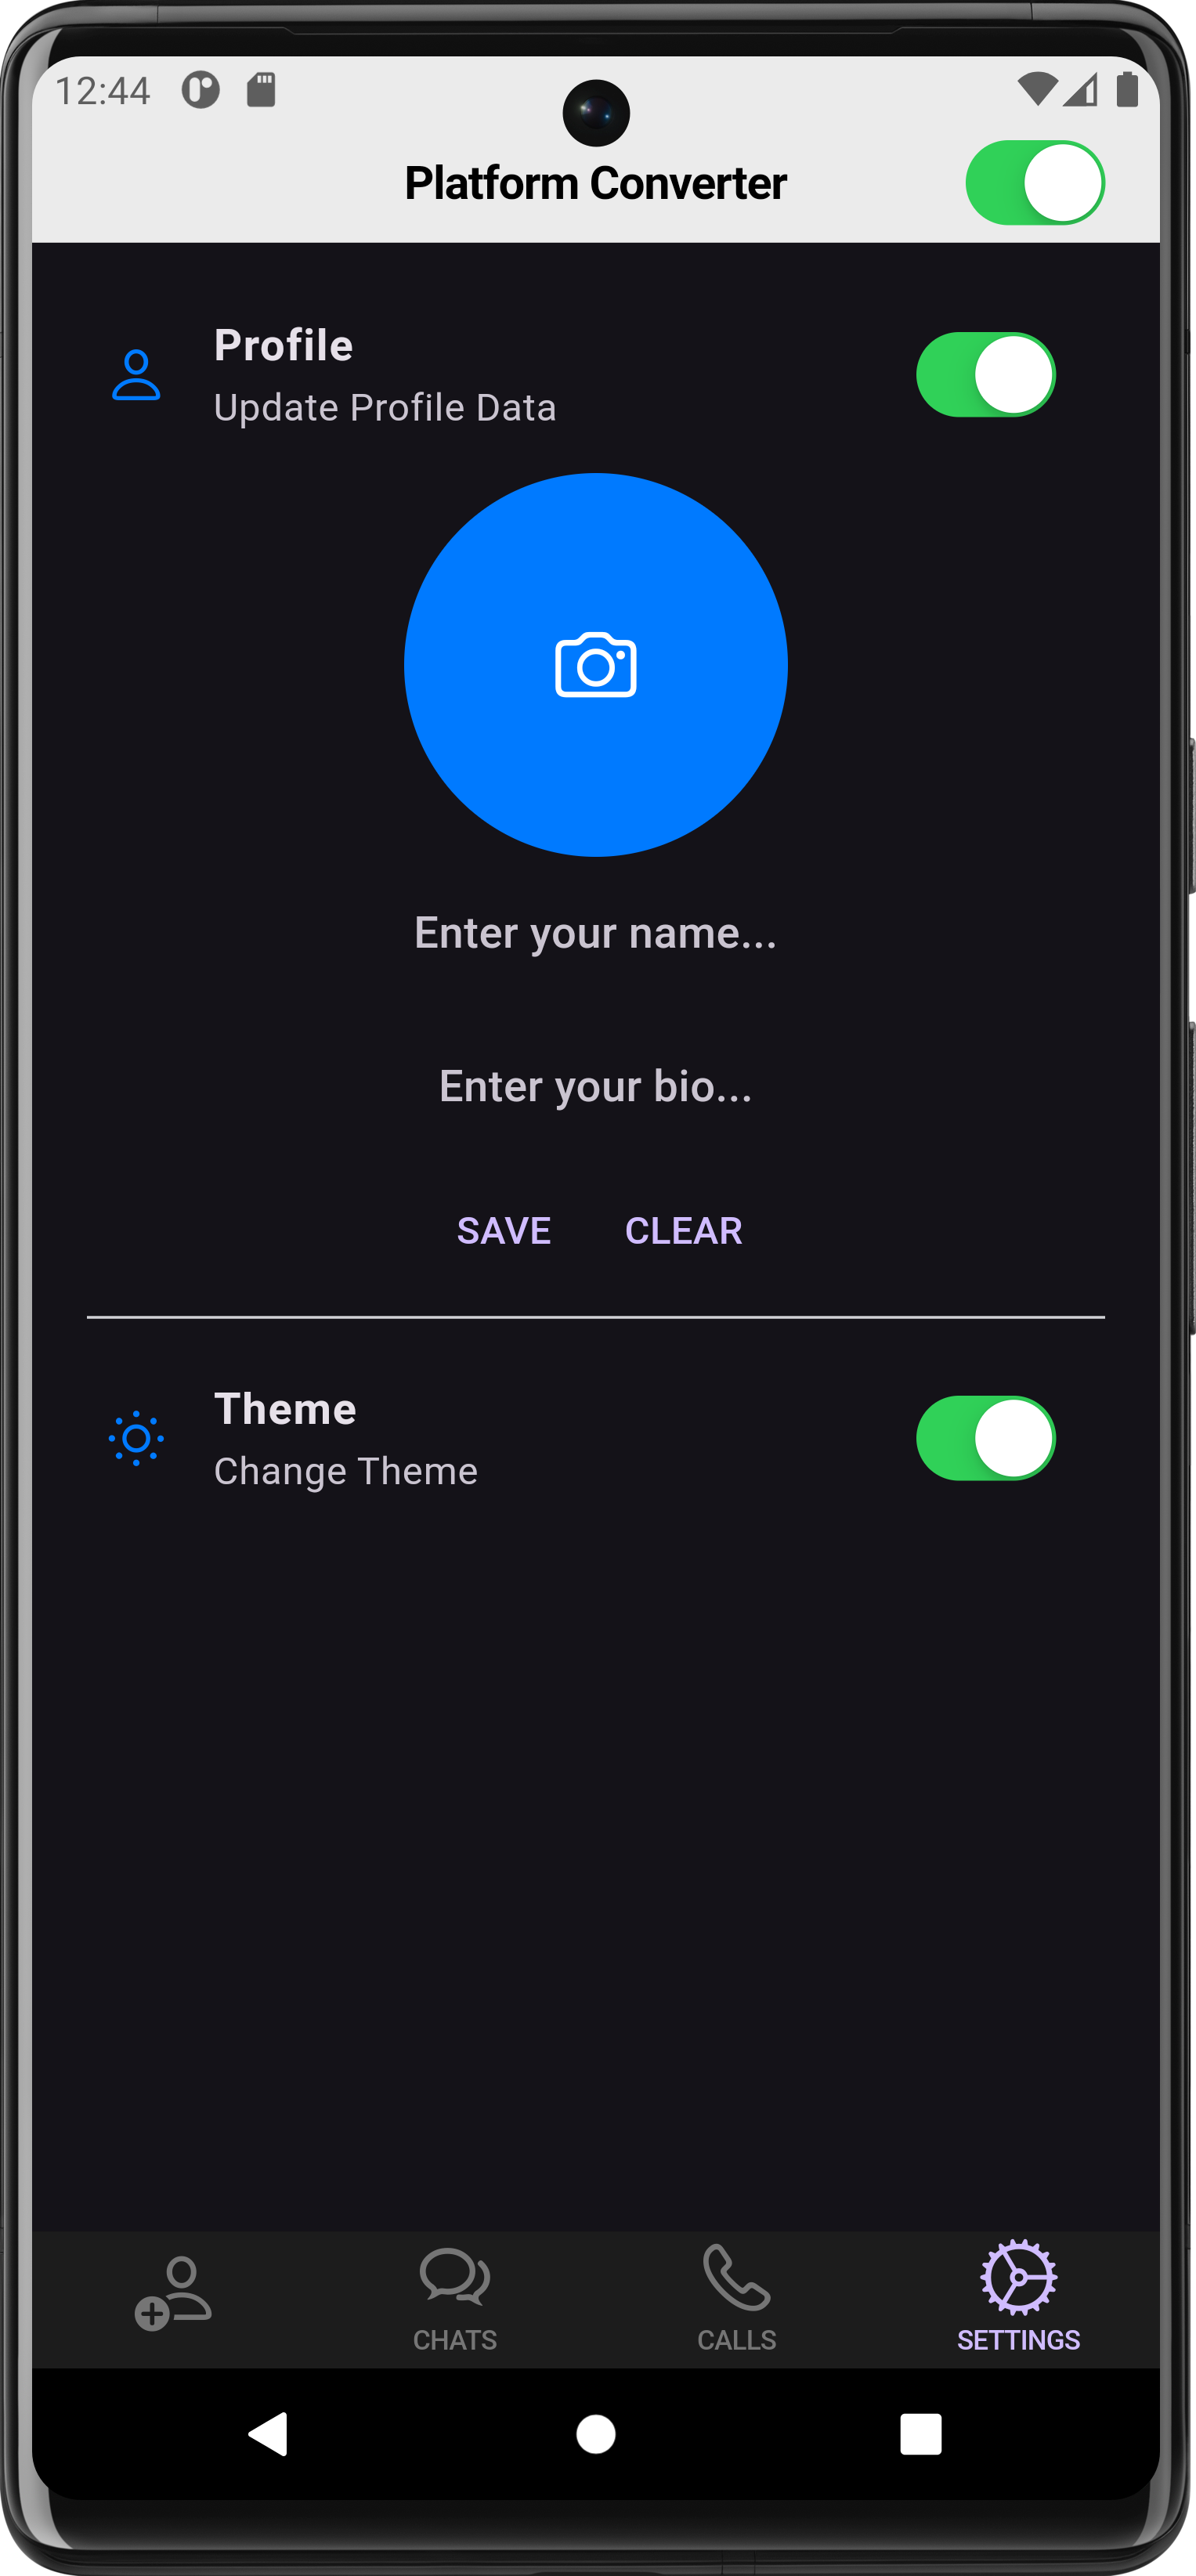 12:44
Platform Converter
Profile
Update Profile Data
Enter your name...
Enter your bio...
SAVE CLEAR
Theme
Change Theme
CHATS CALLS SETTINGS